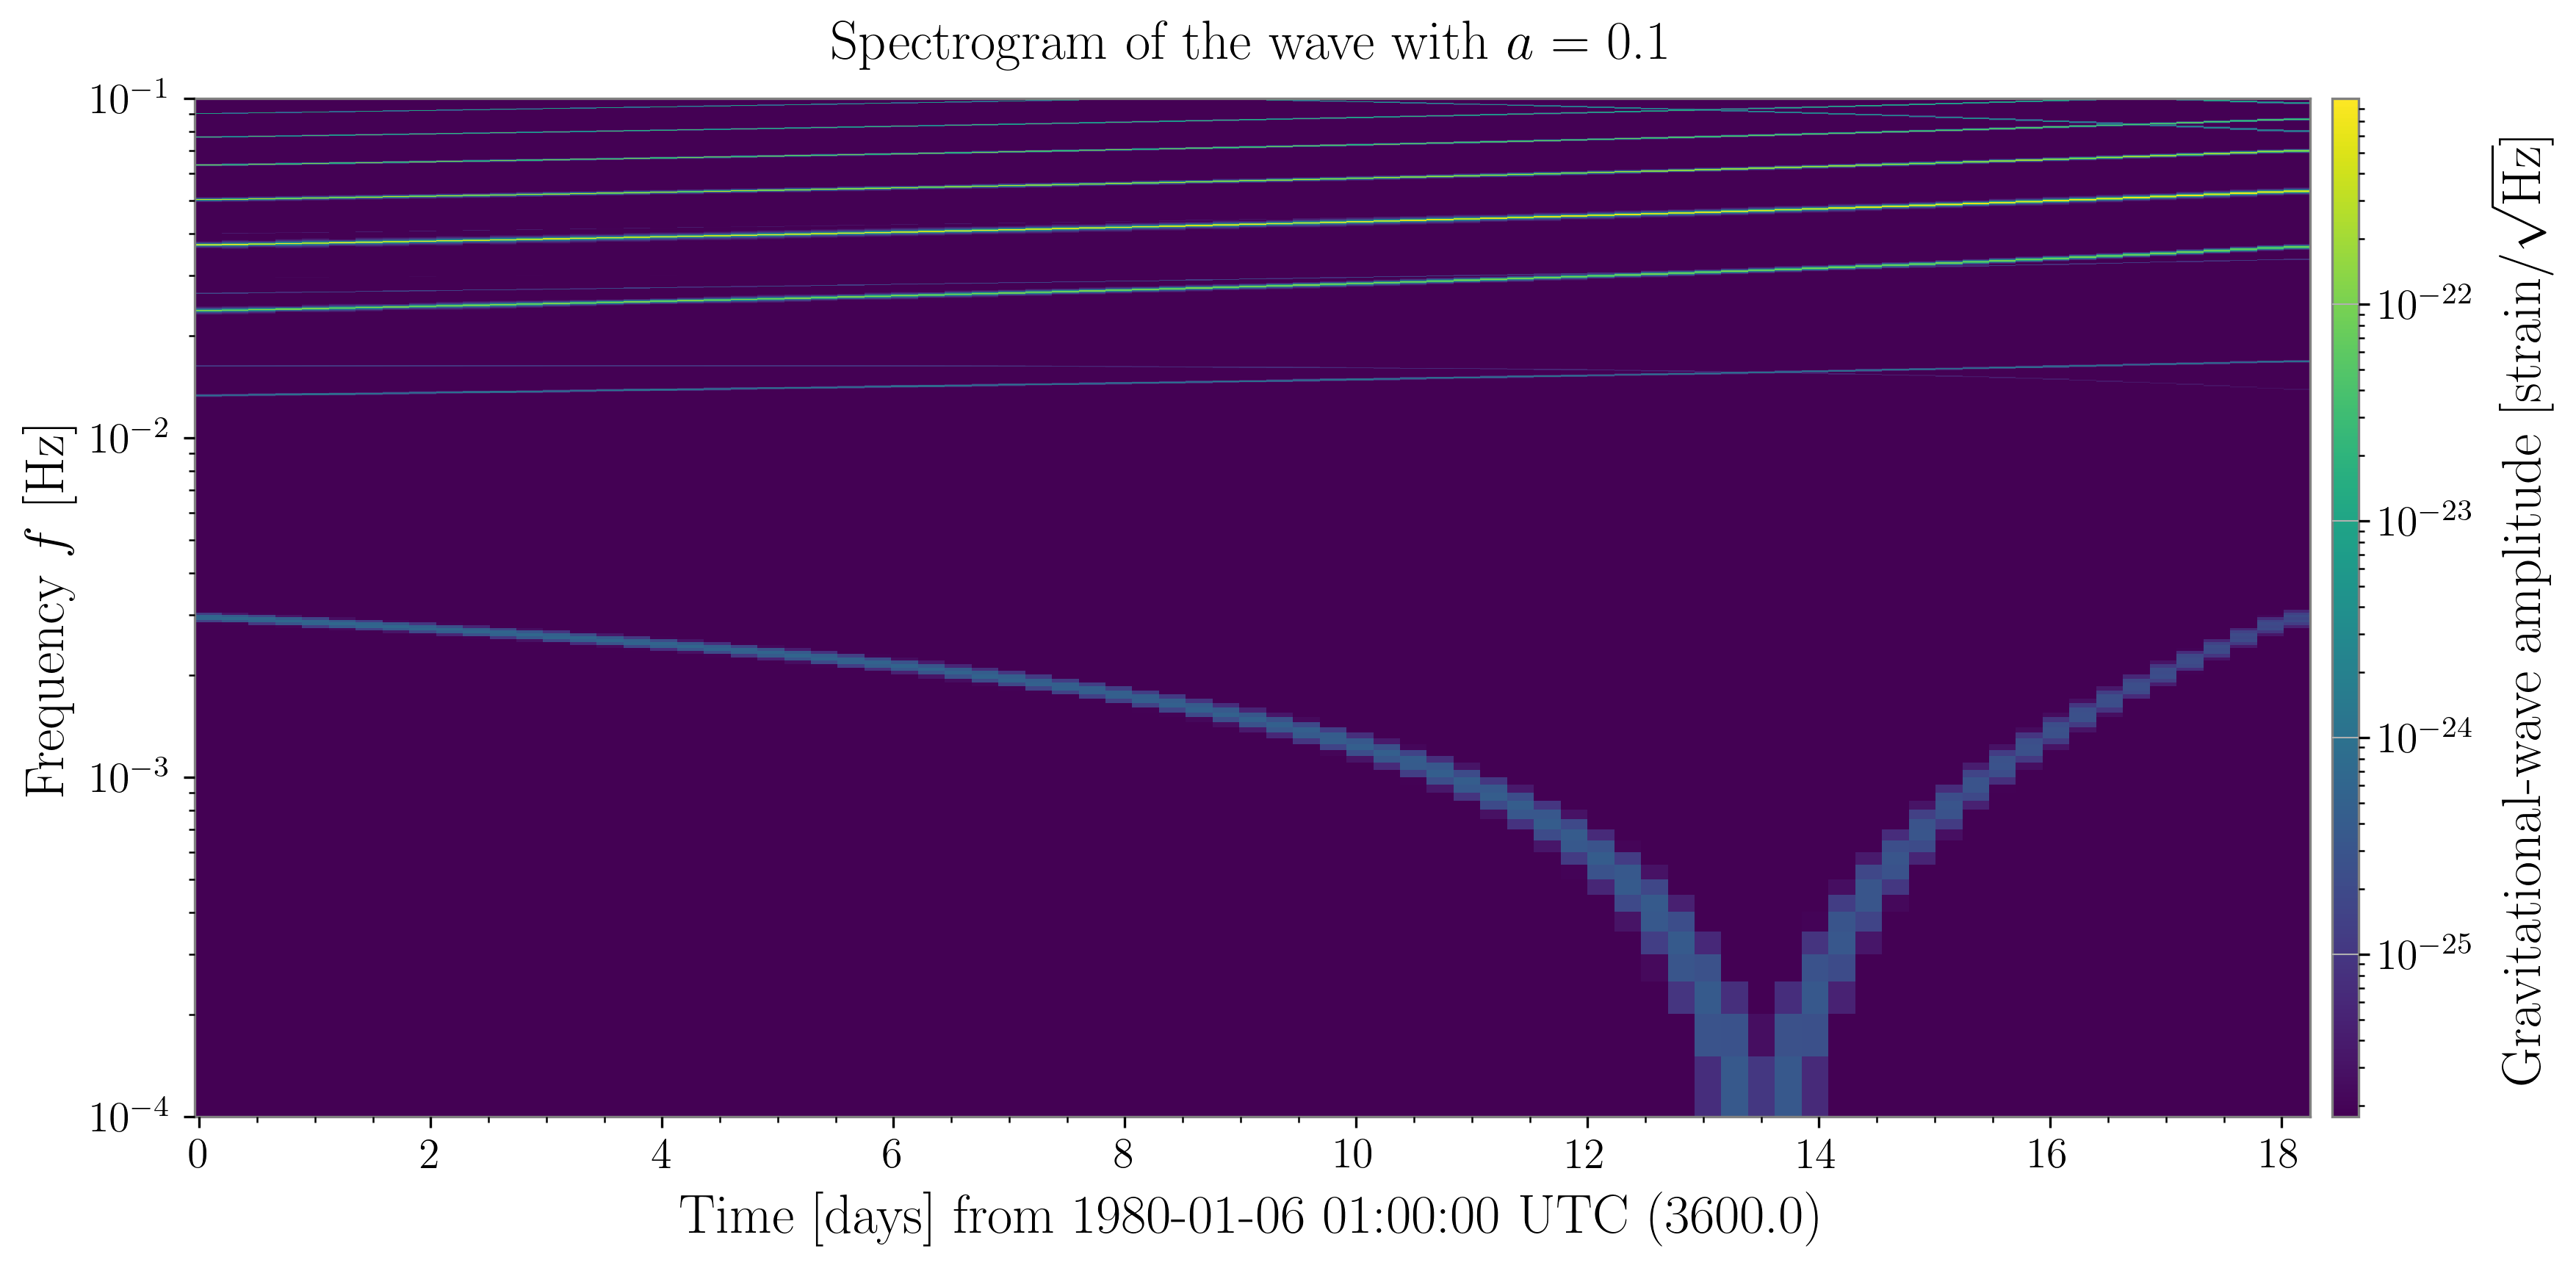 Spectrogram of the wave with a = 0.1
10⁻¹
10⁻²
10⁻³
10⁻⁴
Frequency f [Hz]
0 2 4 6 8 10 12 14 16 18
Time [days] from 1980-01-06 01:00:00 UTC (3600.0)
10⁻²²
10⁻²³
10⁻²⁴
10⁻²⁵
Gravitational-wave amplitude [strain/√Hz]